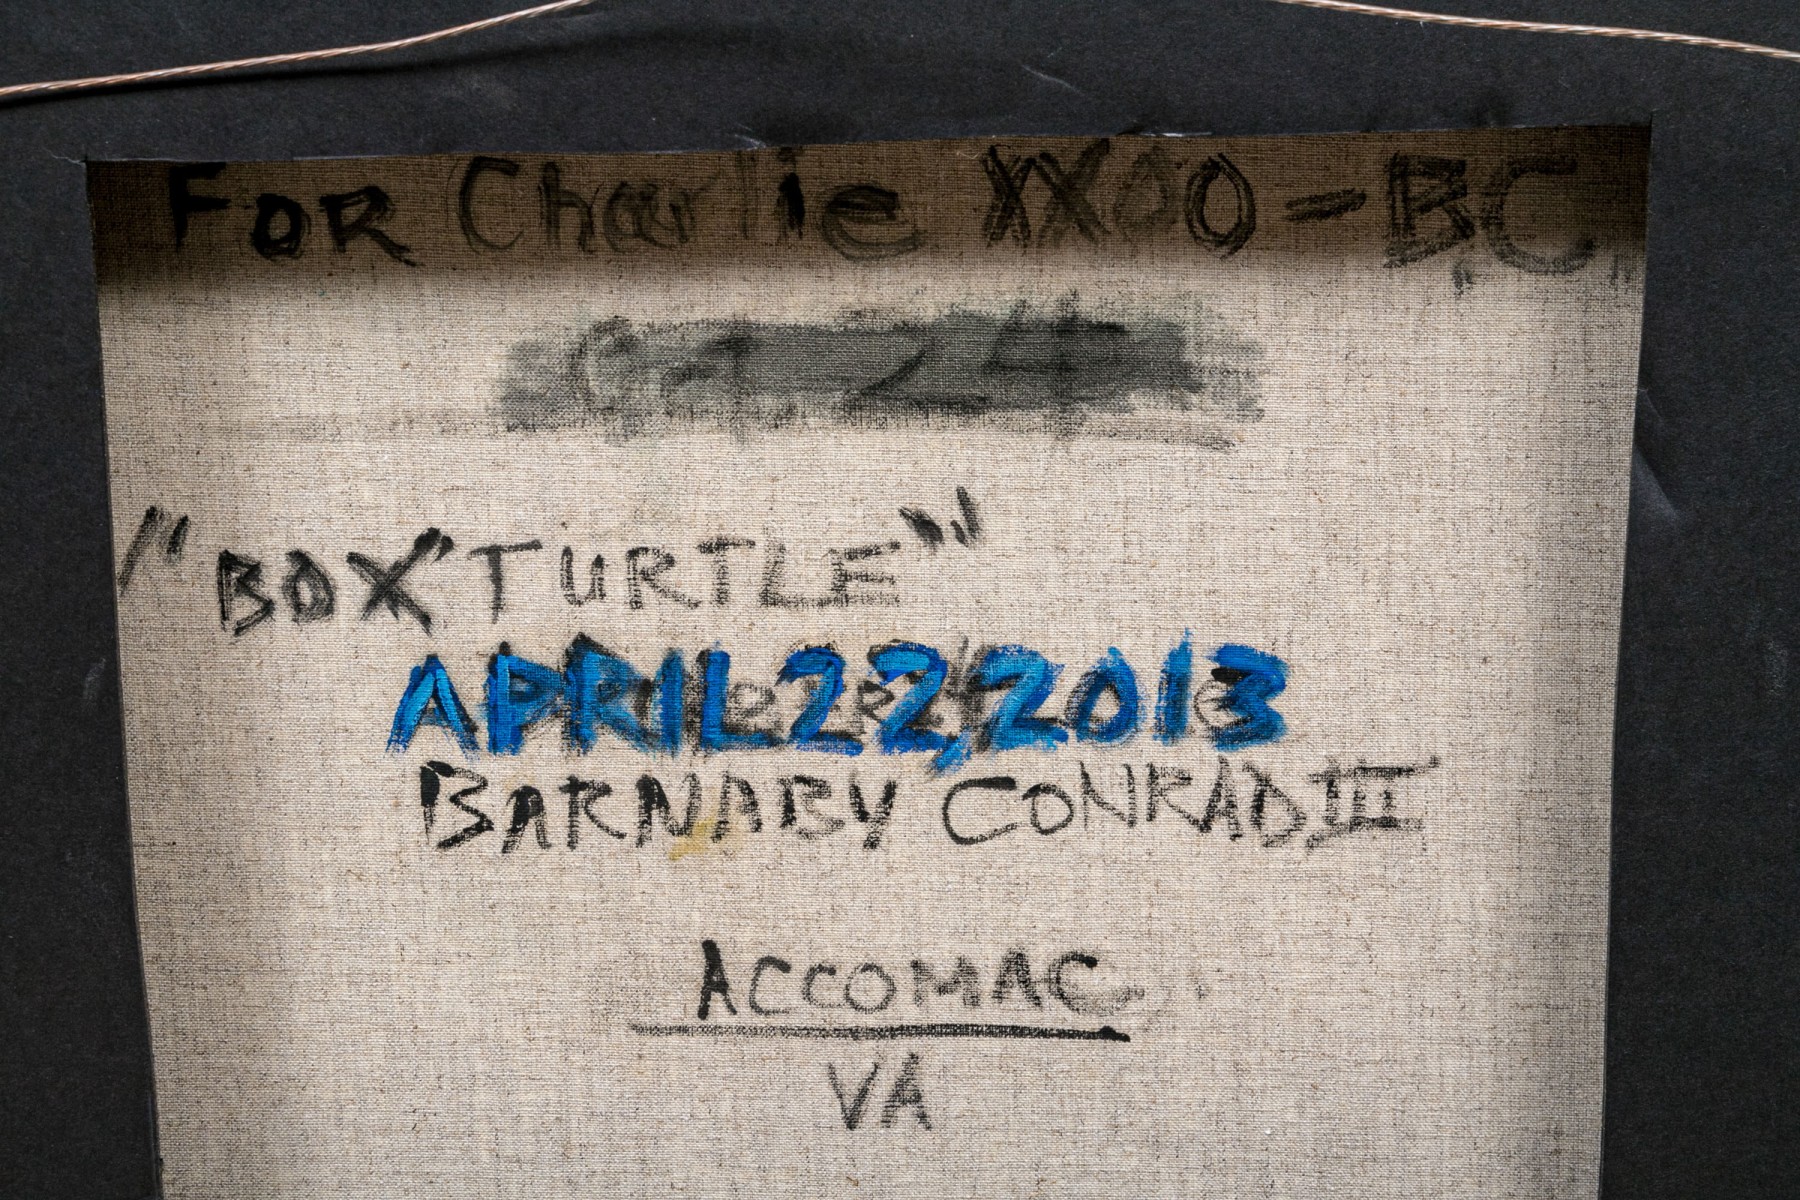 FOR Charlie XXOO - BC
"BOX TURTLE"
APRIL 22, 2013
BARNABY CONRAD III
ACCOMAC
VA